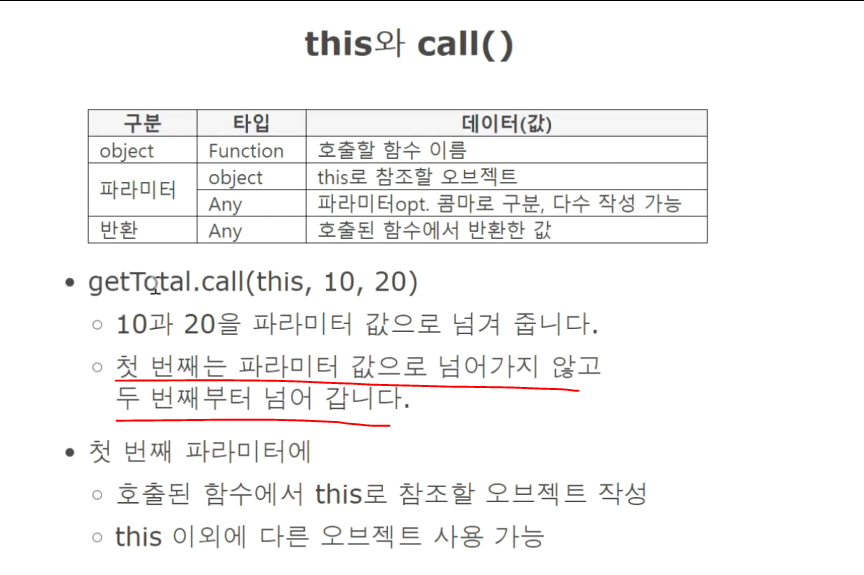 this와 call()
구분 타입 데이터(값)
object Function 호출할 함수 이름
파라미터 object this로 참조할 오브젝트
Any 파라미터opt. 콤마로 구분, 다수 작성 가능
반환 Any 호출된 함수에서 반환한 값
• getTotal.call(this, 10, 20)
○ 10과 20을 파라미터 값으로 넘겨 줍니다.
○ 첫 번째는 파라미터 값으로 넘어가지 않고
두 번째부터 넘어 갑니다.
• 첫 번째 파라미터에
○ 호출된 함수에서 this로 참조할 오브젝트 작성
○ this 이외에 다른 오브젝트 사용 가능